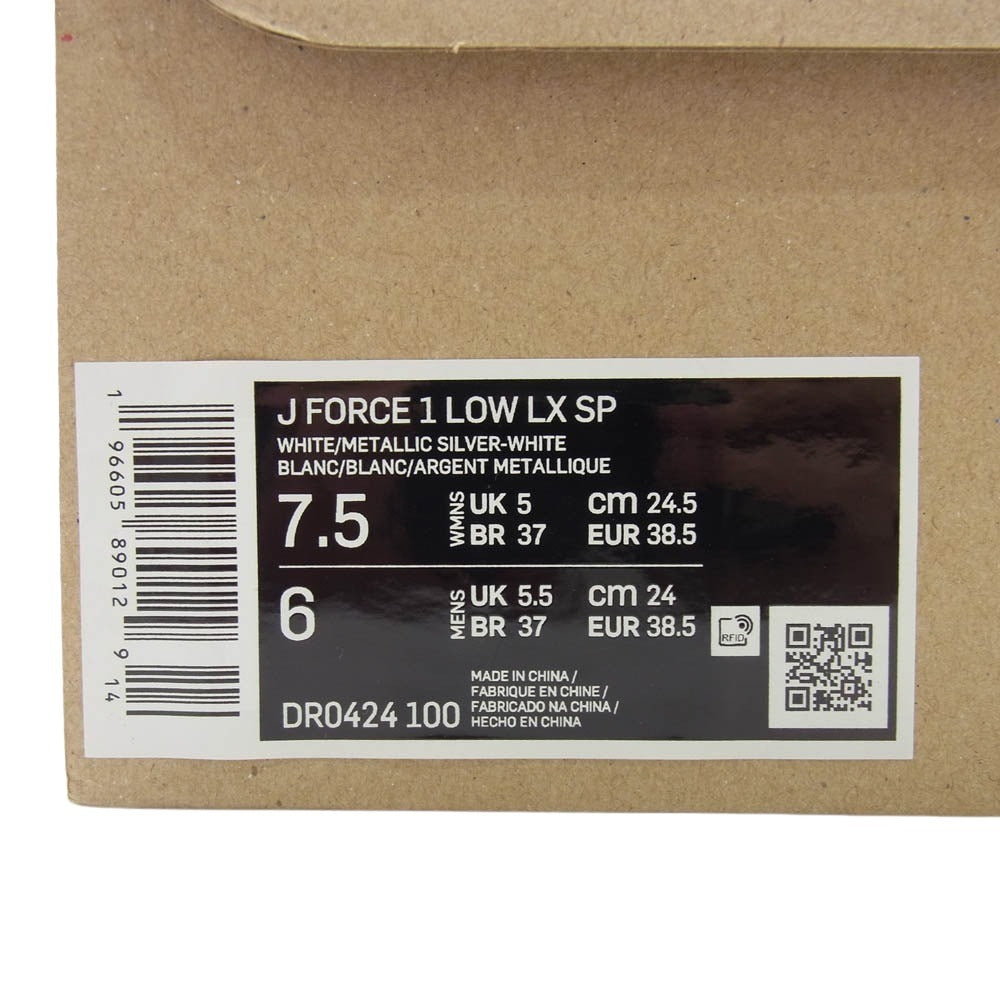 1 96605 89012 9 14
J FORCE 1 LOW LX SP
WHITE/METALLIC SILVER-WHITE
BLANC/BLANC/ARGENT METALLIQUE
7.5 WMNS UK 5 cm 24.5
BR 37 EUR 38.5
6 MENS UK 5.5 cm 24
BR 37 EUR 38.5
RFID
DR0424 100
MADE IN CHINA /
FABRIQUE EN CHINE /
FABRICADO NA CHINA /
HECHO EN CHINA